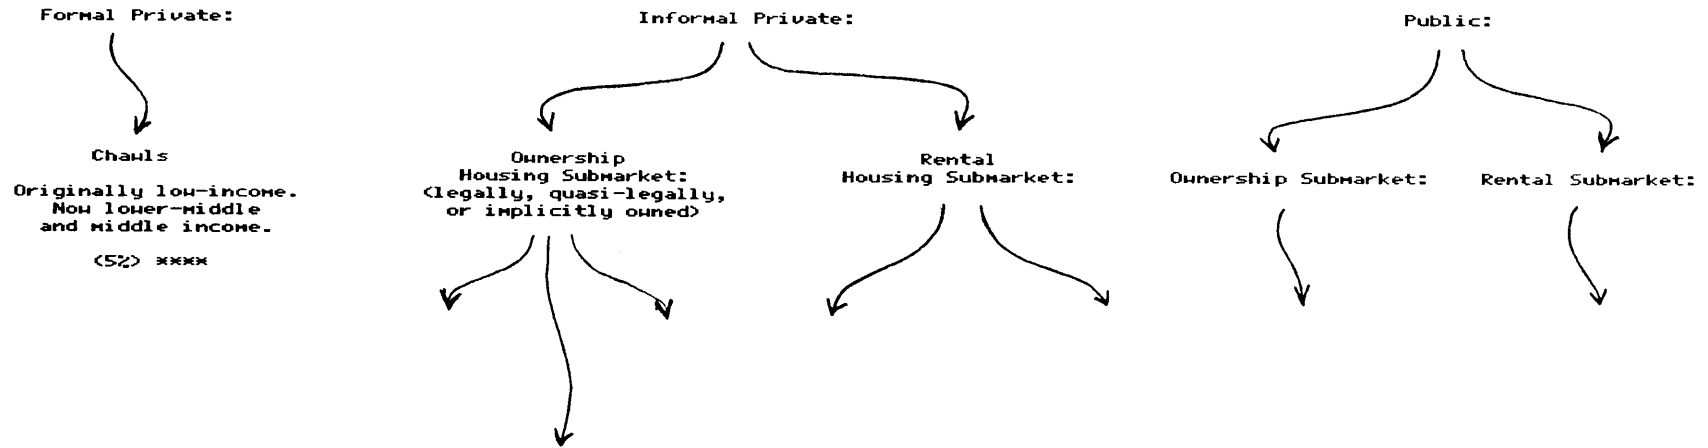 Formal Private:
Informal Private:
Public:
Chawls
Originally low-income.
Now lower-middle
and middle income.
(5%) ****
Ownership
Housing Submarket:
(legally, quasi-legally,
or implicitly owned)
Rental
Housing Submarket:
Ownership Submarket:
Rental Submarket: